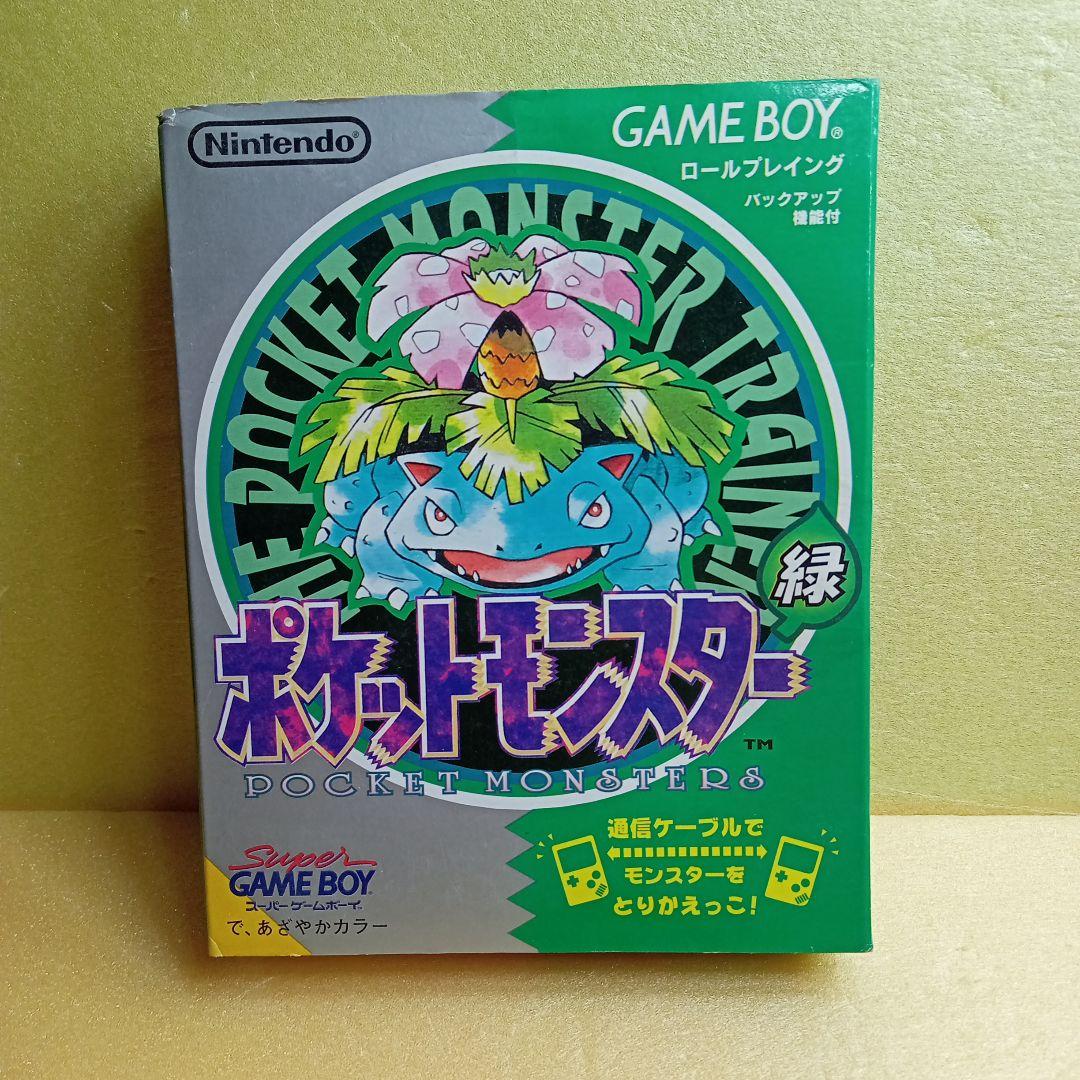 Nintendo®
GAME BOY®
ロールプレイング
バックアップ
機能付
THE POCKET MONSTER TRAINER
緑
ポケットモンスター
TM
POCKET MONSTERS
通信ケーブルで
モンスターを
とりかえっこ!
Super
GAME BOY
スーパーゲームボーイ
で、あざやかカラー